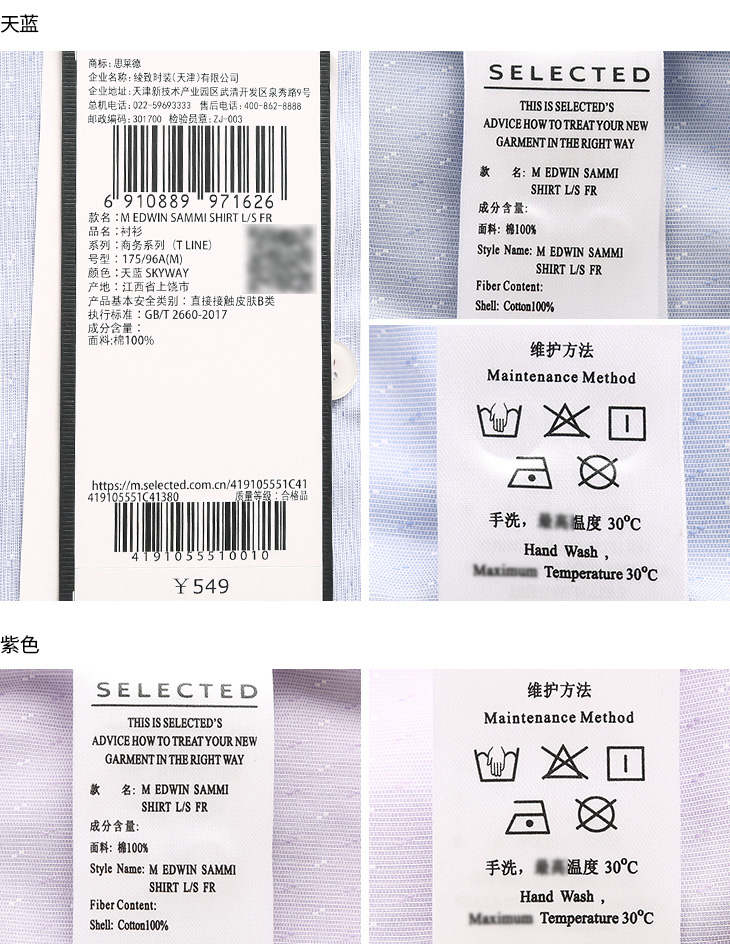 天蓝
商标: 思莱德
企业名称: 绫致时装(天津)有限公司
企业地址: 天津新技术产业园区武清开发区泉秀路9号
总机电话: 022-59693333 售后电话: 400-862-8888
邮政编码: 301700 检验员章: ZJ-003
6 910889 971626
款名：M EDWIN SAMMI SHIRT L/S FR
品名：衬衫
系列：商务系列（T LINE）
号型：175/96A(M)
颜色：天蓝 SKYWAY
产地：江西省上饶市
产品基本安全类别：直接接触皮肤B类
执行标准：GB/T 2660-2017
成分含量：
面料:棉100%
https://m.selected.com.cn/419105551C41
419105551C41380 质量等级：合格品
4191055510010
￥549
SELECTED
THIS IS SELECTED'S
ADVICE HOW TO TREAT YOUR NEW
GARMENT IN THE RIGHT WAY
款 名: M EDWIN SAMMI
SHIRT L/S FR
成分含量:
面料: 棉100%
Style Name: M EDWIN SAMMI
SHIRT L/S FR
Fiber Content:
Shell: Cotton100%
维护方法
Maintenance Method
手洗，温度 30°C
Hand Wash ,
Temperature 30°C
紫色
SELECTED
THIS IS SELECTED'S
ADVICE HOW TO TREAT YOUR NEW
GARMENT IN THE RIGHT WAY
款 名: M EDWIN SAMMI
SHIRT L/S FR
成分含量:
面料: 棉100%
Style Name: M EDWIN SAMMI
SHIRT L/S FR
Fiber Content:
Shell: Cotton100%
维护方法
Maintenance Method
手洗，温度 30°C
Hand Wash ,
Temperature 30°C